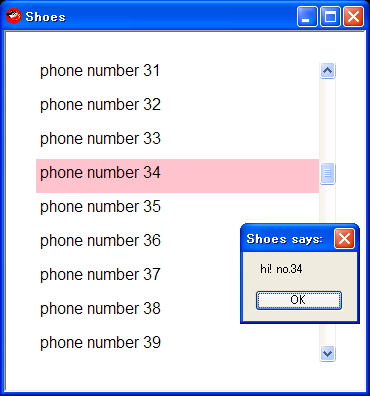 Shoes
phone number 31
phone number 32
phone number 33
phone number 34
phone number 35
phone number 36
phone number 37
phone number 38
phone number 39
Shoes says:
hi! no.34
OK